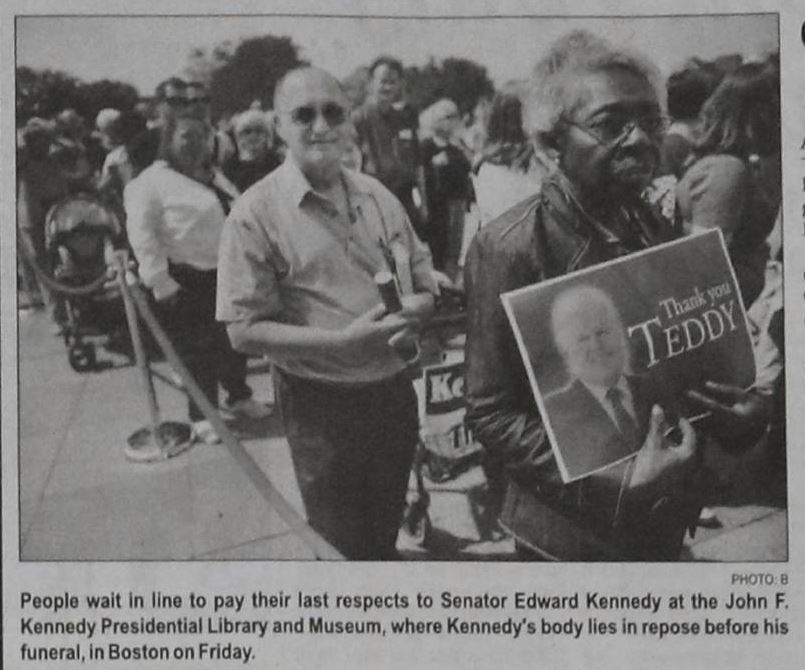 Thank you
TEDDY
PHOTO: B
People wait in line to pay their last respects to Senator Edward Kennedy at the John F.
Kennedy Presidential Library and Museum, where Kennedy's body lies in repose before his
funeral, in Boston on Friday.